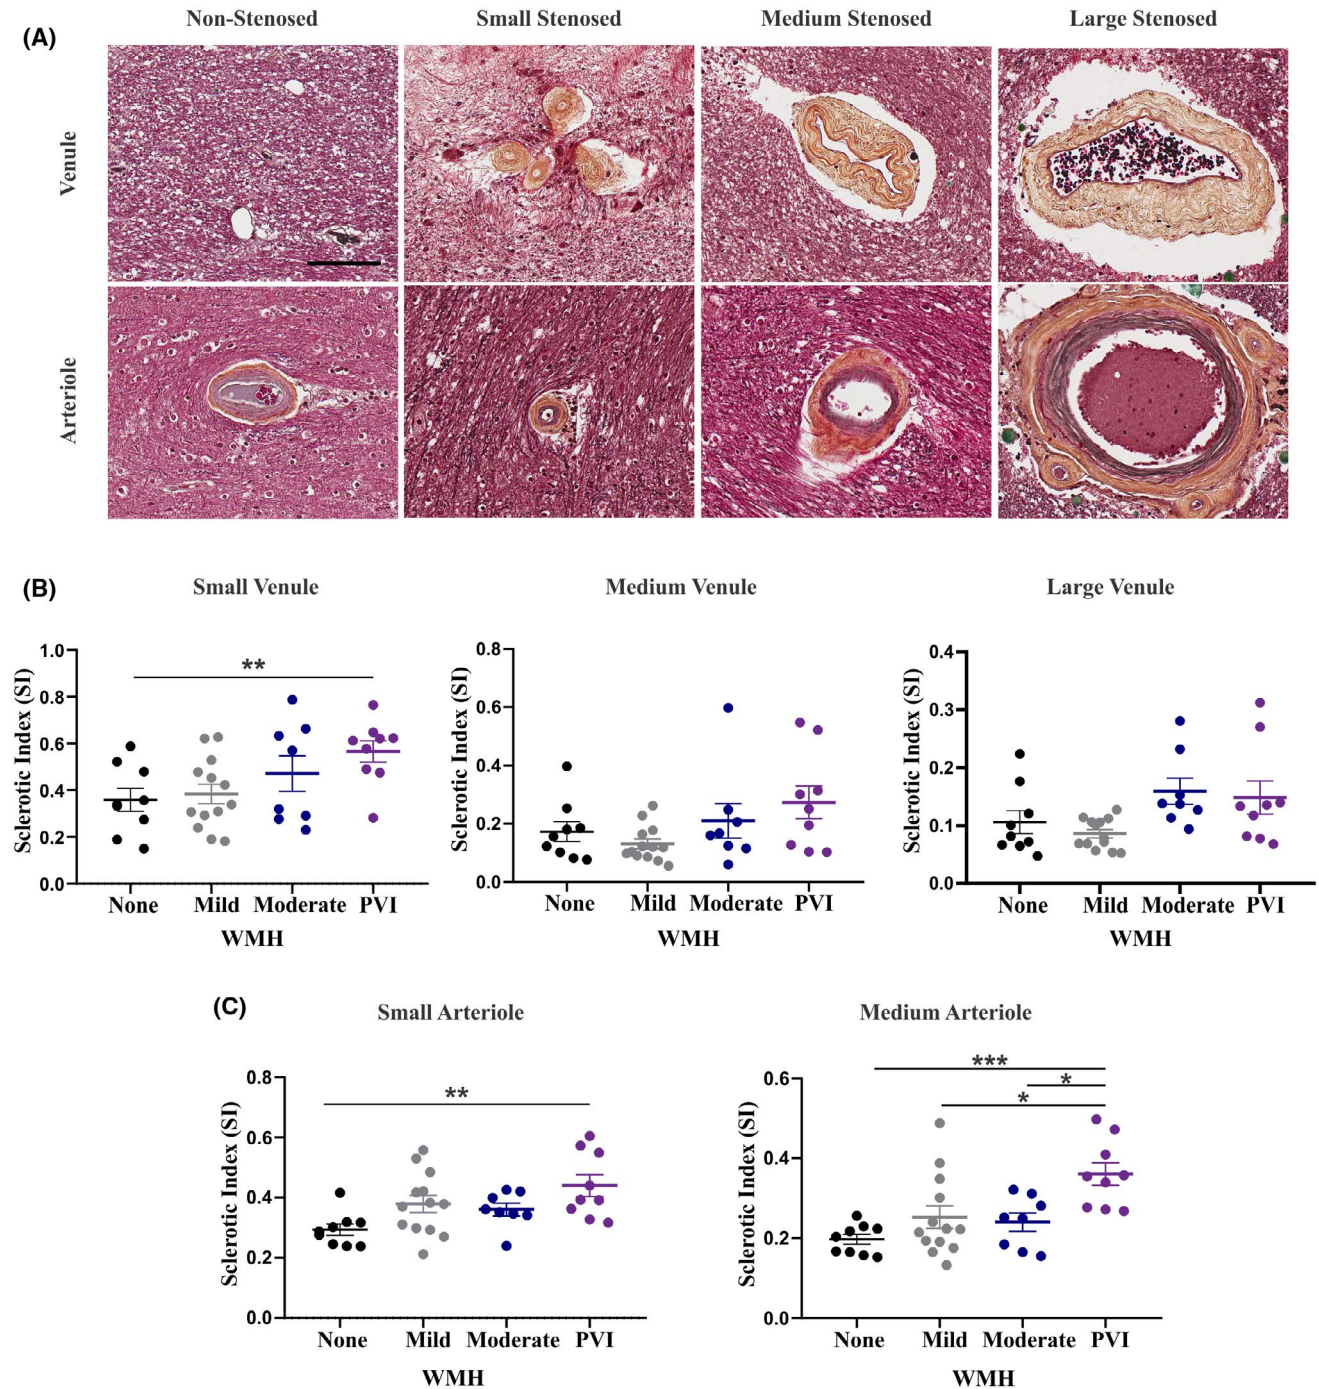 (A)
Non-Stenosed Small Stenosed Medium Stenosed Large Stenosed
Venule
Arteriole
(B)
Small Venule Medium Venule Large Venule
Sclerotic Index (SI)
1.0
0.8
0.6
0.4
0.2
0.0
**
None Mild Moderate PVI
WMH
Sclerotic Index (SI)
0.8
0.6
0.4
0.2
0.0
None Mild Moderate PVI
WMH
Sclerotic Index (SI)
0.4
0.3
0.2
0.1
0.0
None Mild Moderate PVI
WMH
(C)
Small Arteriole Medium Arteriole
Sclerotic Index (SI)
0.8
0.6
0.4
0.2
0.0
**
None Mild Moderate PVI
WMH
Sclerotic Index (SI)
0.6
0.4
0.2
0.0
***
*
*
None Mild Moderate PVI
WMH